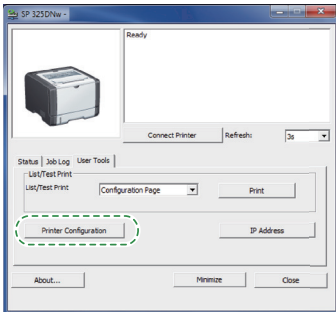 SP 325DNw -
Ready
Connect Printer Refresh: 3s
Status Job Log User Tools
List/Test Print
List/Test Print Configuration Page Print
Printer Configuration IP Address
About... Minimize Close